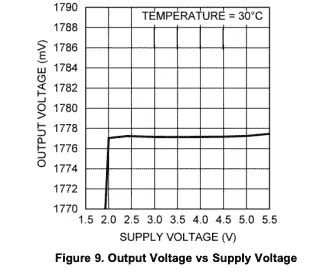 TEMPERATURE = 30°C
OUTPUT VOLTAGE (mV)
1790
1788
1786
1784
1782
1780
1778
1776
1774
1772
1770
1.5 2.0 2.5 3.0 3.5 4.0 4.5 5.0 5.5
SUPPLY VOLTAGE (V)
Figure 9. Output Voltage vs Supply Voltage